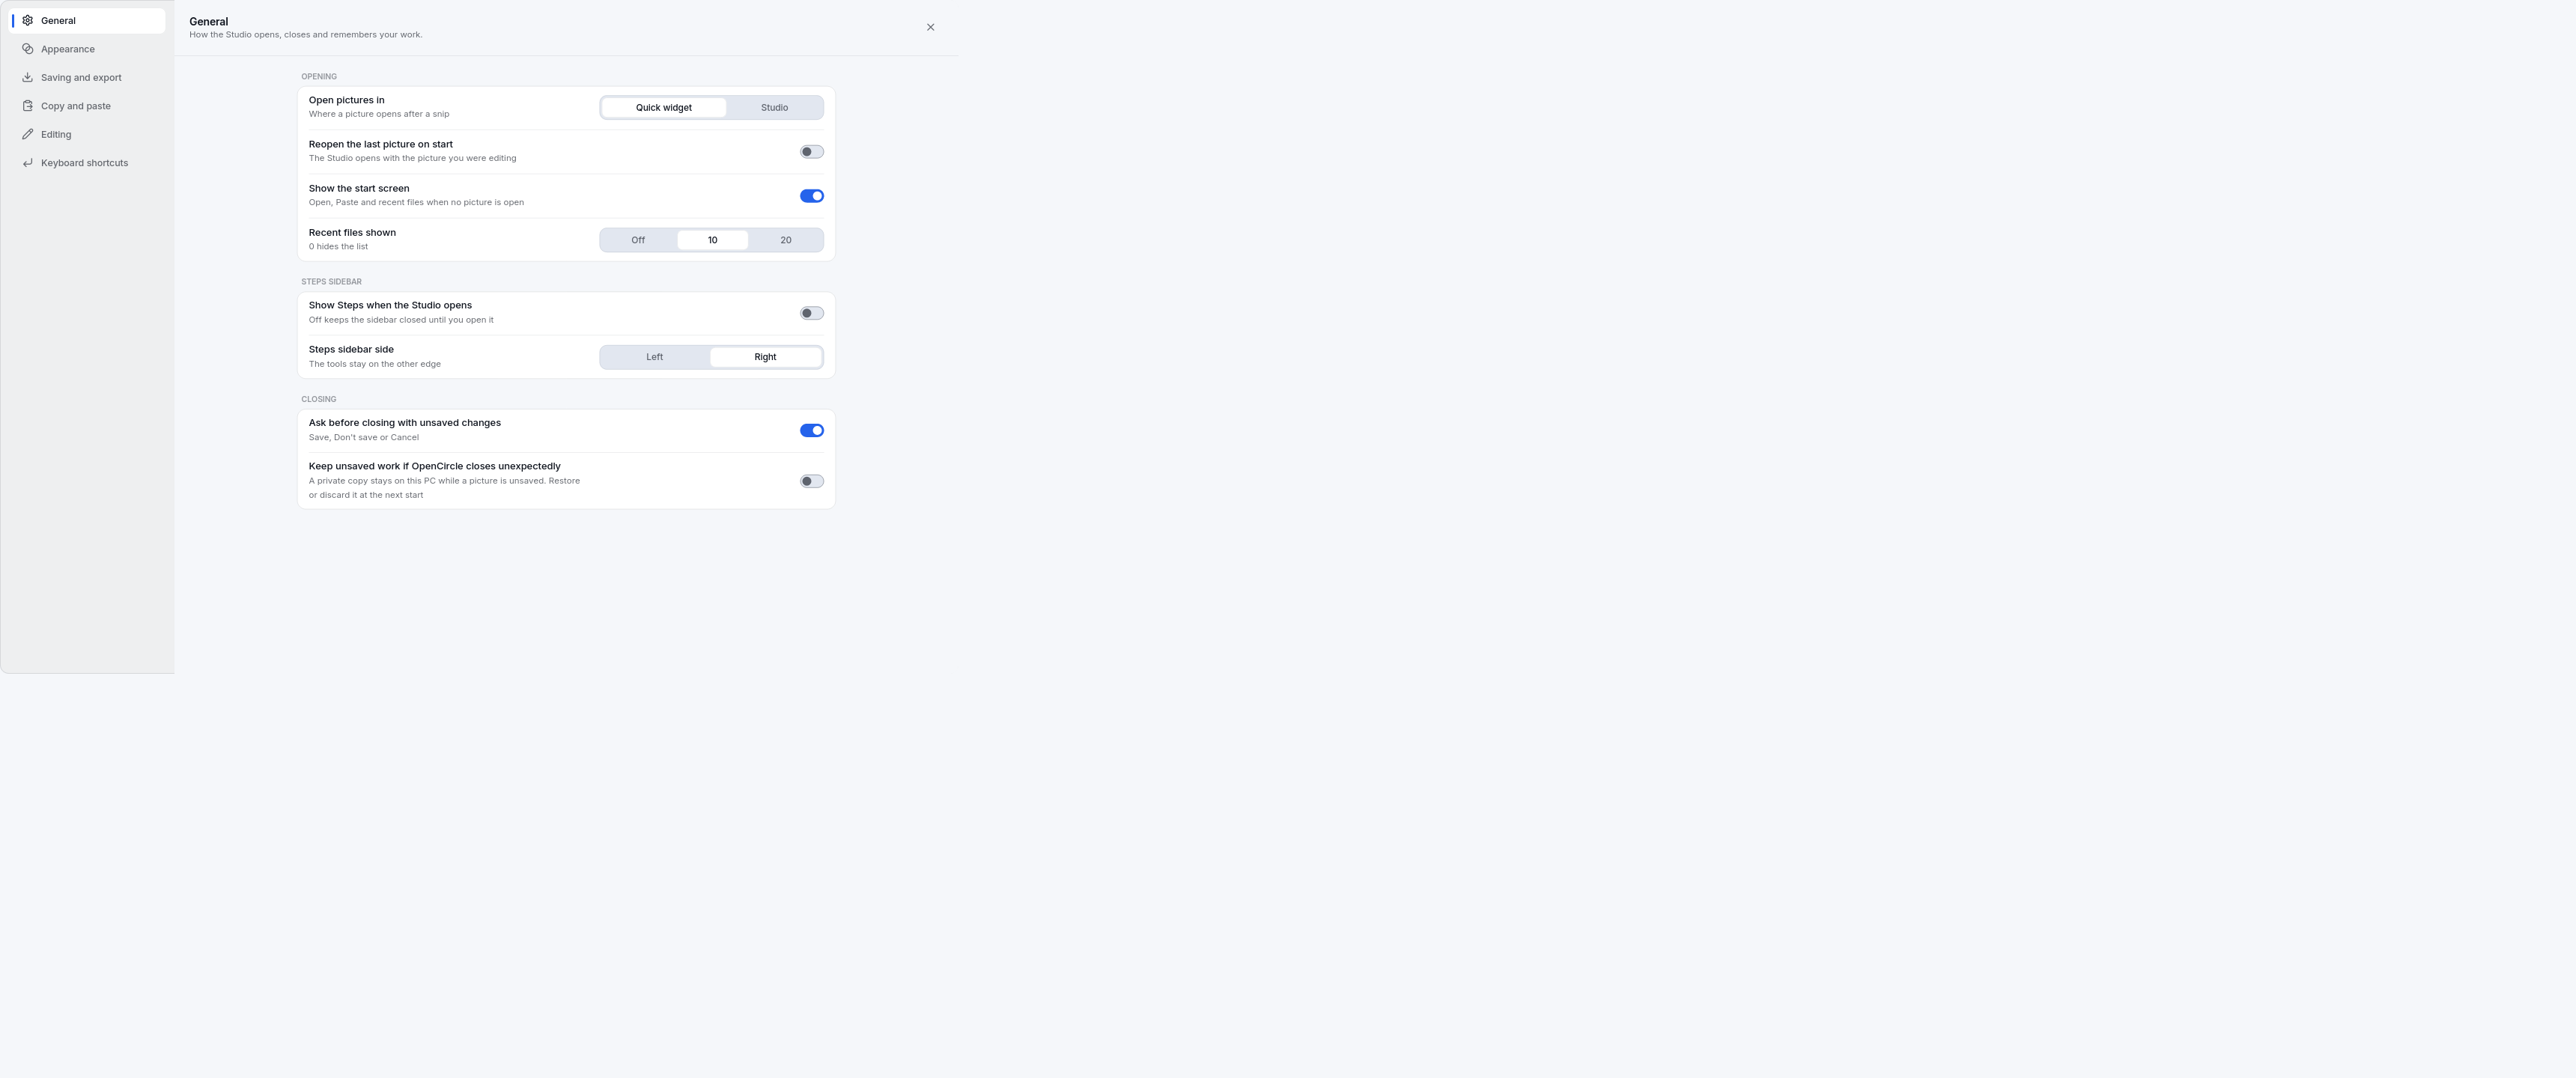 General
Appearance
Saving and export
Copy and paste
Editing
Keyboard shortcuts
General
How the Studio opens, closes and remembers your work.
OPENING
Open pictures in
Where a picture opens after a snip
Quick widget
Studio
Reopen the last picture on start
The Studio opens with the picture you were editing
Show the start screen
Open, Paste and recent files when no picture is open
Recent files shown
0 hides the list
Off
10
20
STEPS SIDEBAR
Show Steps when the Studio opens
Off keeps the sidebar closed until you open it
Steps sidebar side
The tools stay on the other edge
Left
Right
CLOSING
Ask before closing with unsaved changes
Save, Don't save or Cancel
Keep unsaved work if OpenCircle closes unexpectedly
A private copy stays on this PC while a picture is unsaved. Restore
or discard it at the next start